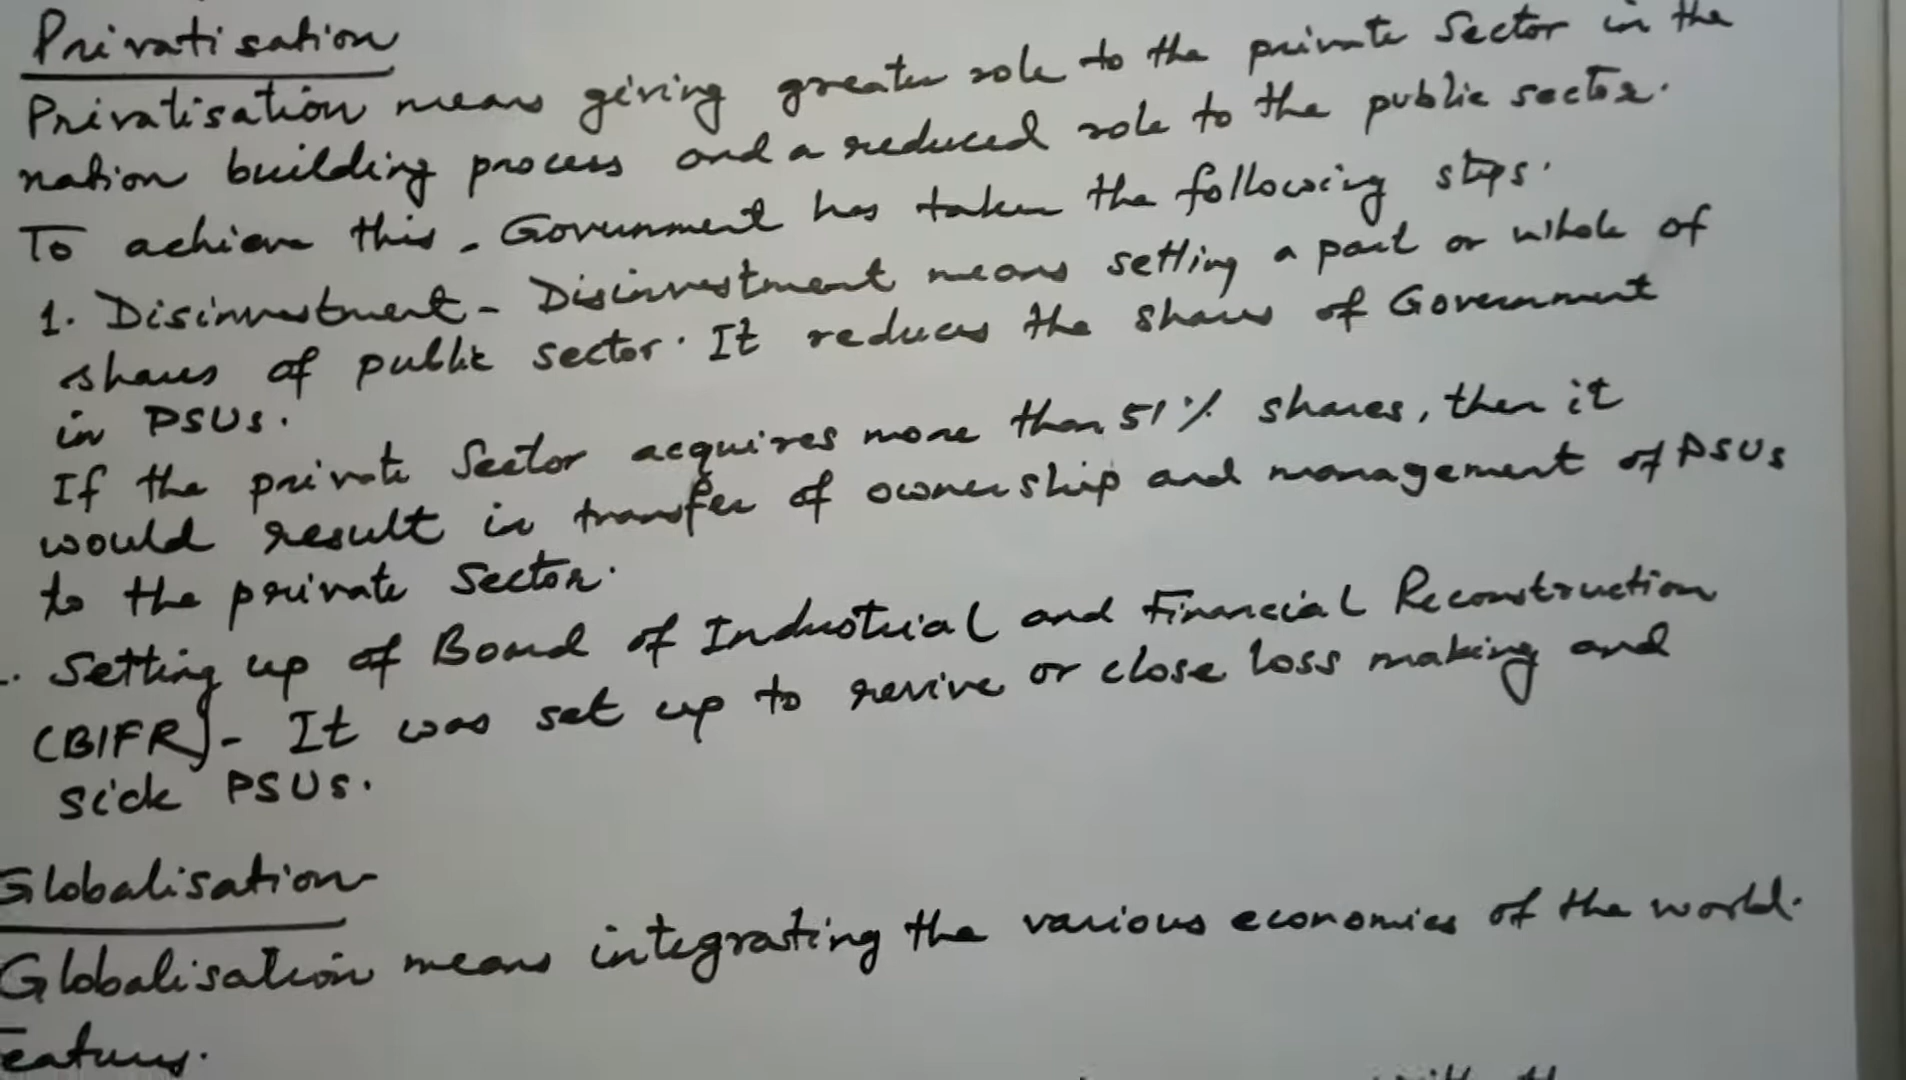 Privatisation
Privatisation means giving greater role to the private Sector in the
nation building process and a reduced role to the public sector.
To achieve this, Government has taken the following steps.
1. Disinvestment - Disinvestment means selling a part or whole of
shares of public sector. It reduces the shares of Government
in PSUs.
If the private Sector acquires more than 51% shares, then it
would result in transfer of ownership and management of PSUs
to the private Sector.
. Setting up of Board of Industrial and Financial Reconstruction
(BIFR) - It was set up to revive or close loss making and
sick PSUs.
Globalisation
Globalisation means integrating the various economies of the world.
Features.